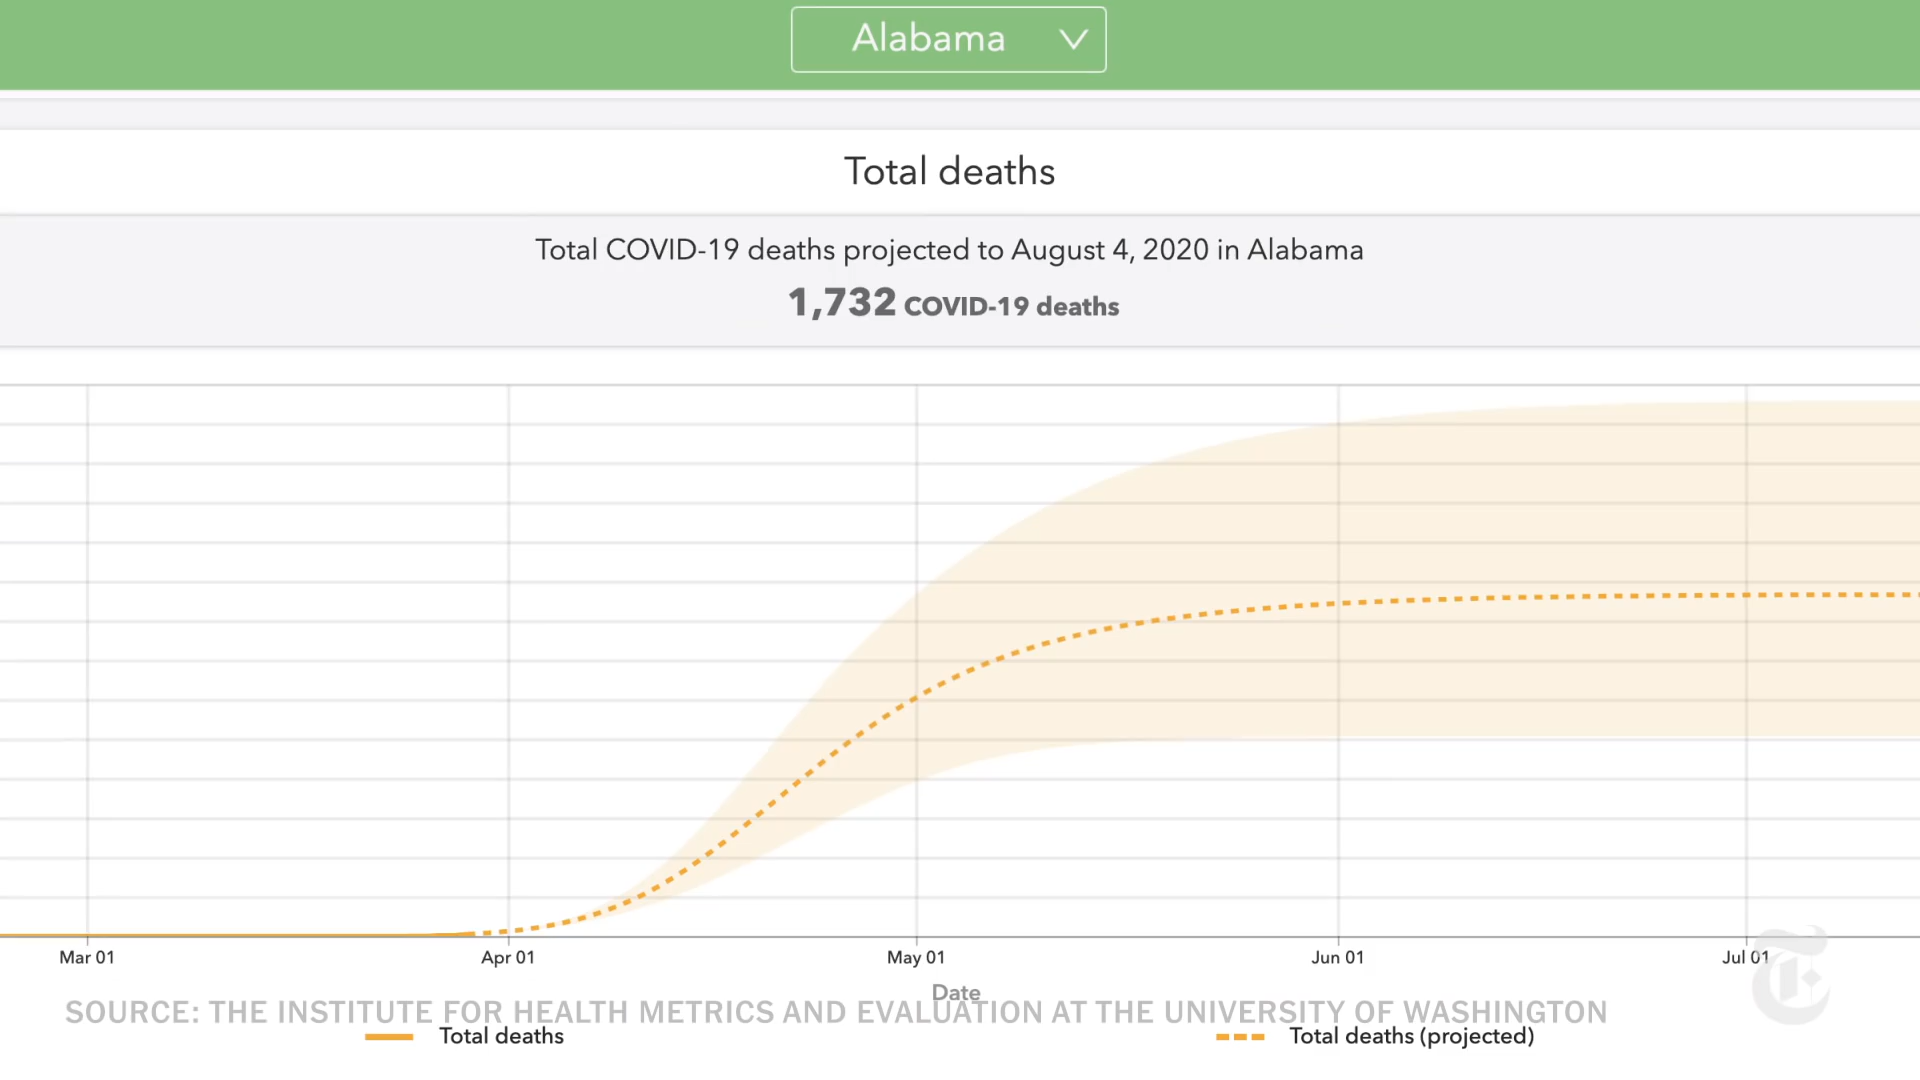 Alabama
Total deaths
Total COVID-19 deaths projected to August 4, 2020 in Alabama
1,732 COVID-19 deaths
Mar 01 Apr 01 May 01 Jun 01 Jul 01
Date
SOURCE: THE INSTITUTE FOR HEALTH METRICS AND EVALUATION AT THE UNIVERSITY OF WASHINGTON
Total deaths Total deaths (projected)
T